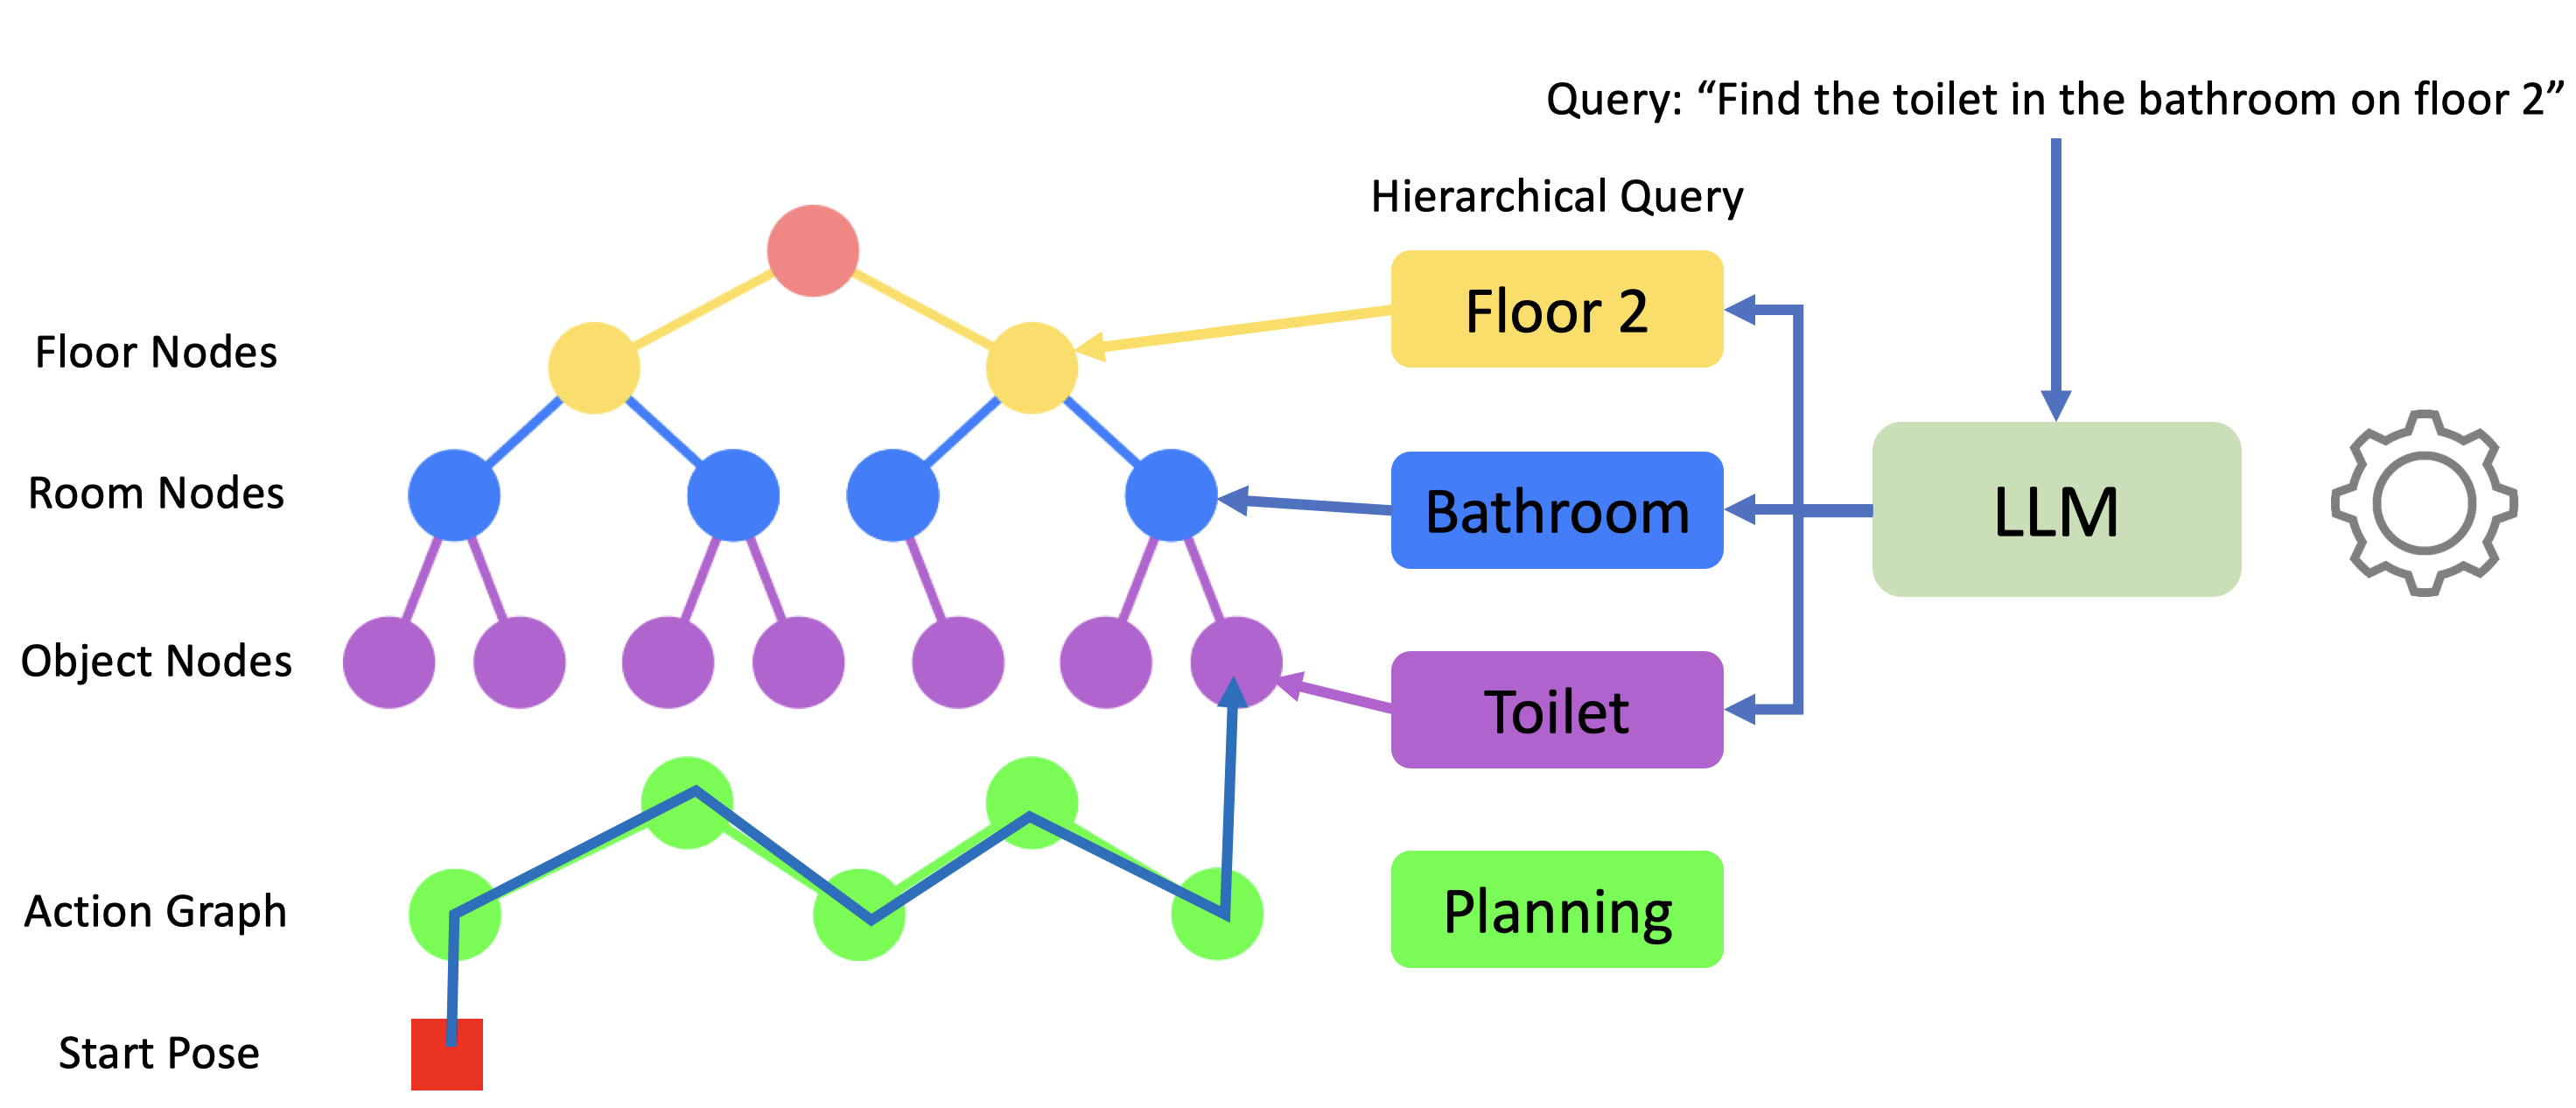 Query: “Find the toilet in the bathroom on floor 2”
Hierarchical Query
Floor 2
Floor Nodes
Room Nodes
Bathroom
LLM
Object Nodes
Toilet
Action Graph
Planning
Start Pose